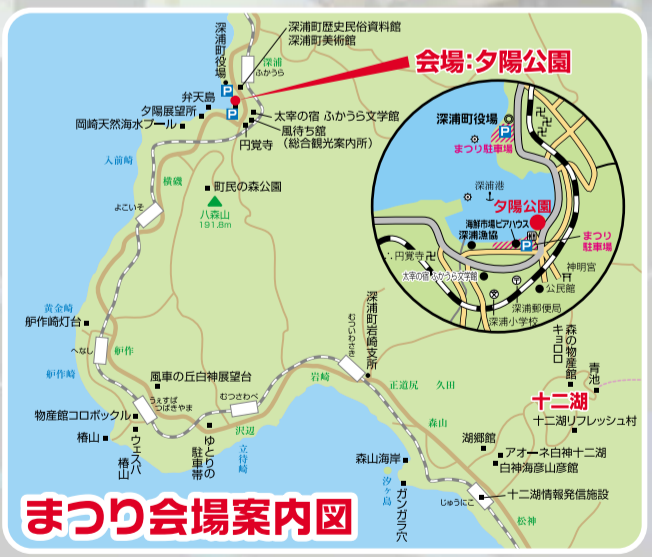 深浦町歴史民俗資料館
深浦町美術館
深浦町役場
深浦
ふかうら
会場:夕陽公園
P
弁天島
夕陽展望所
岡崎天然海水プール
P
太宰の宿 ふかうら文学館
風待ち館
(総合観光案内所)
円覚寺
入前崎
横磯
よこいそ
町民の森公園
八森山
191.8m
深浦町役場
P
まつり駐車場
深浦港
夕陽公園
海鮮市場ピアハウス
深浦漁協
P
まつり
駐車場
円覚寺
太宰の宿 ふかうら文学館
神明宮
公民館
深浦郵便局
深浦小学校
黄金崎
舮作崎灯台
へなし
舮作
舮作崎
風車の丘白神展望台
うぇすぱ
つばきやま
むつさわべ
物産館コロボックル
椿山
ウェスパ
椿山
ゆとりの
駐車帯
沢辺
立待崎
岩崎
むついわさき
深浦町岩崎支所
正道尻
久田
森山
森の物産館
キョロロ
青池
十二湖
十二湖リフレッシュ村
湖郷館
アオーネ白神十二湖
白神海彦山彦館
森山海岸
汐ヶ島
ガンガラ穴
じゅうにこ
十二湖情報発信施設
松神
まつり会場案内図